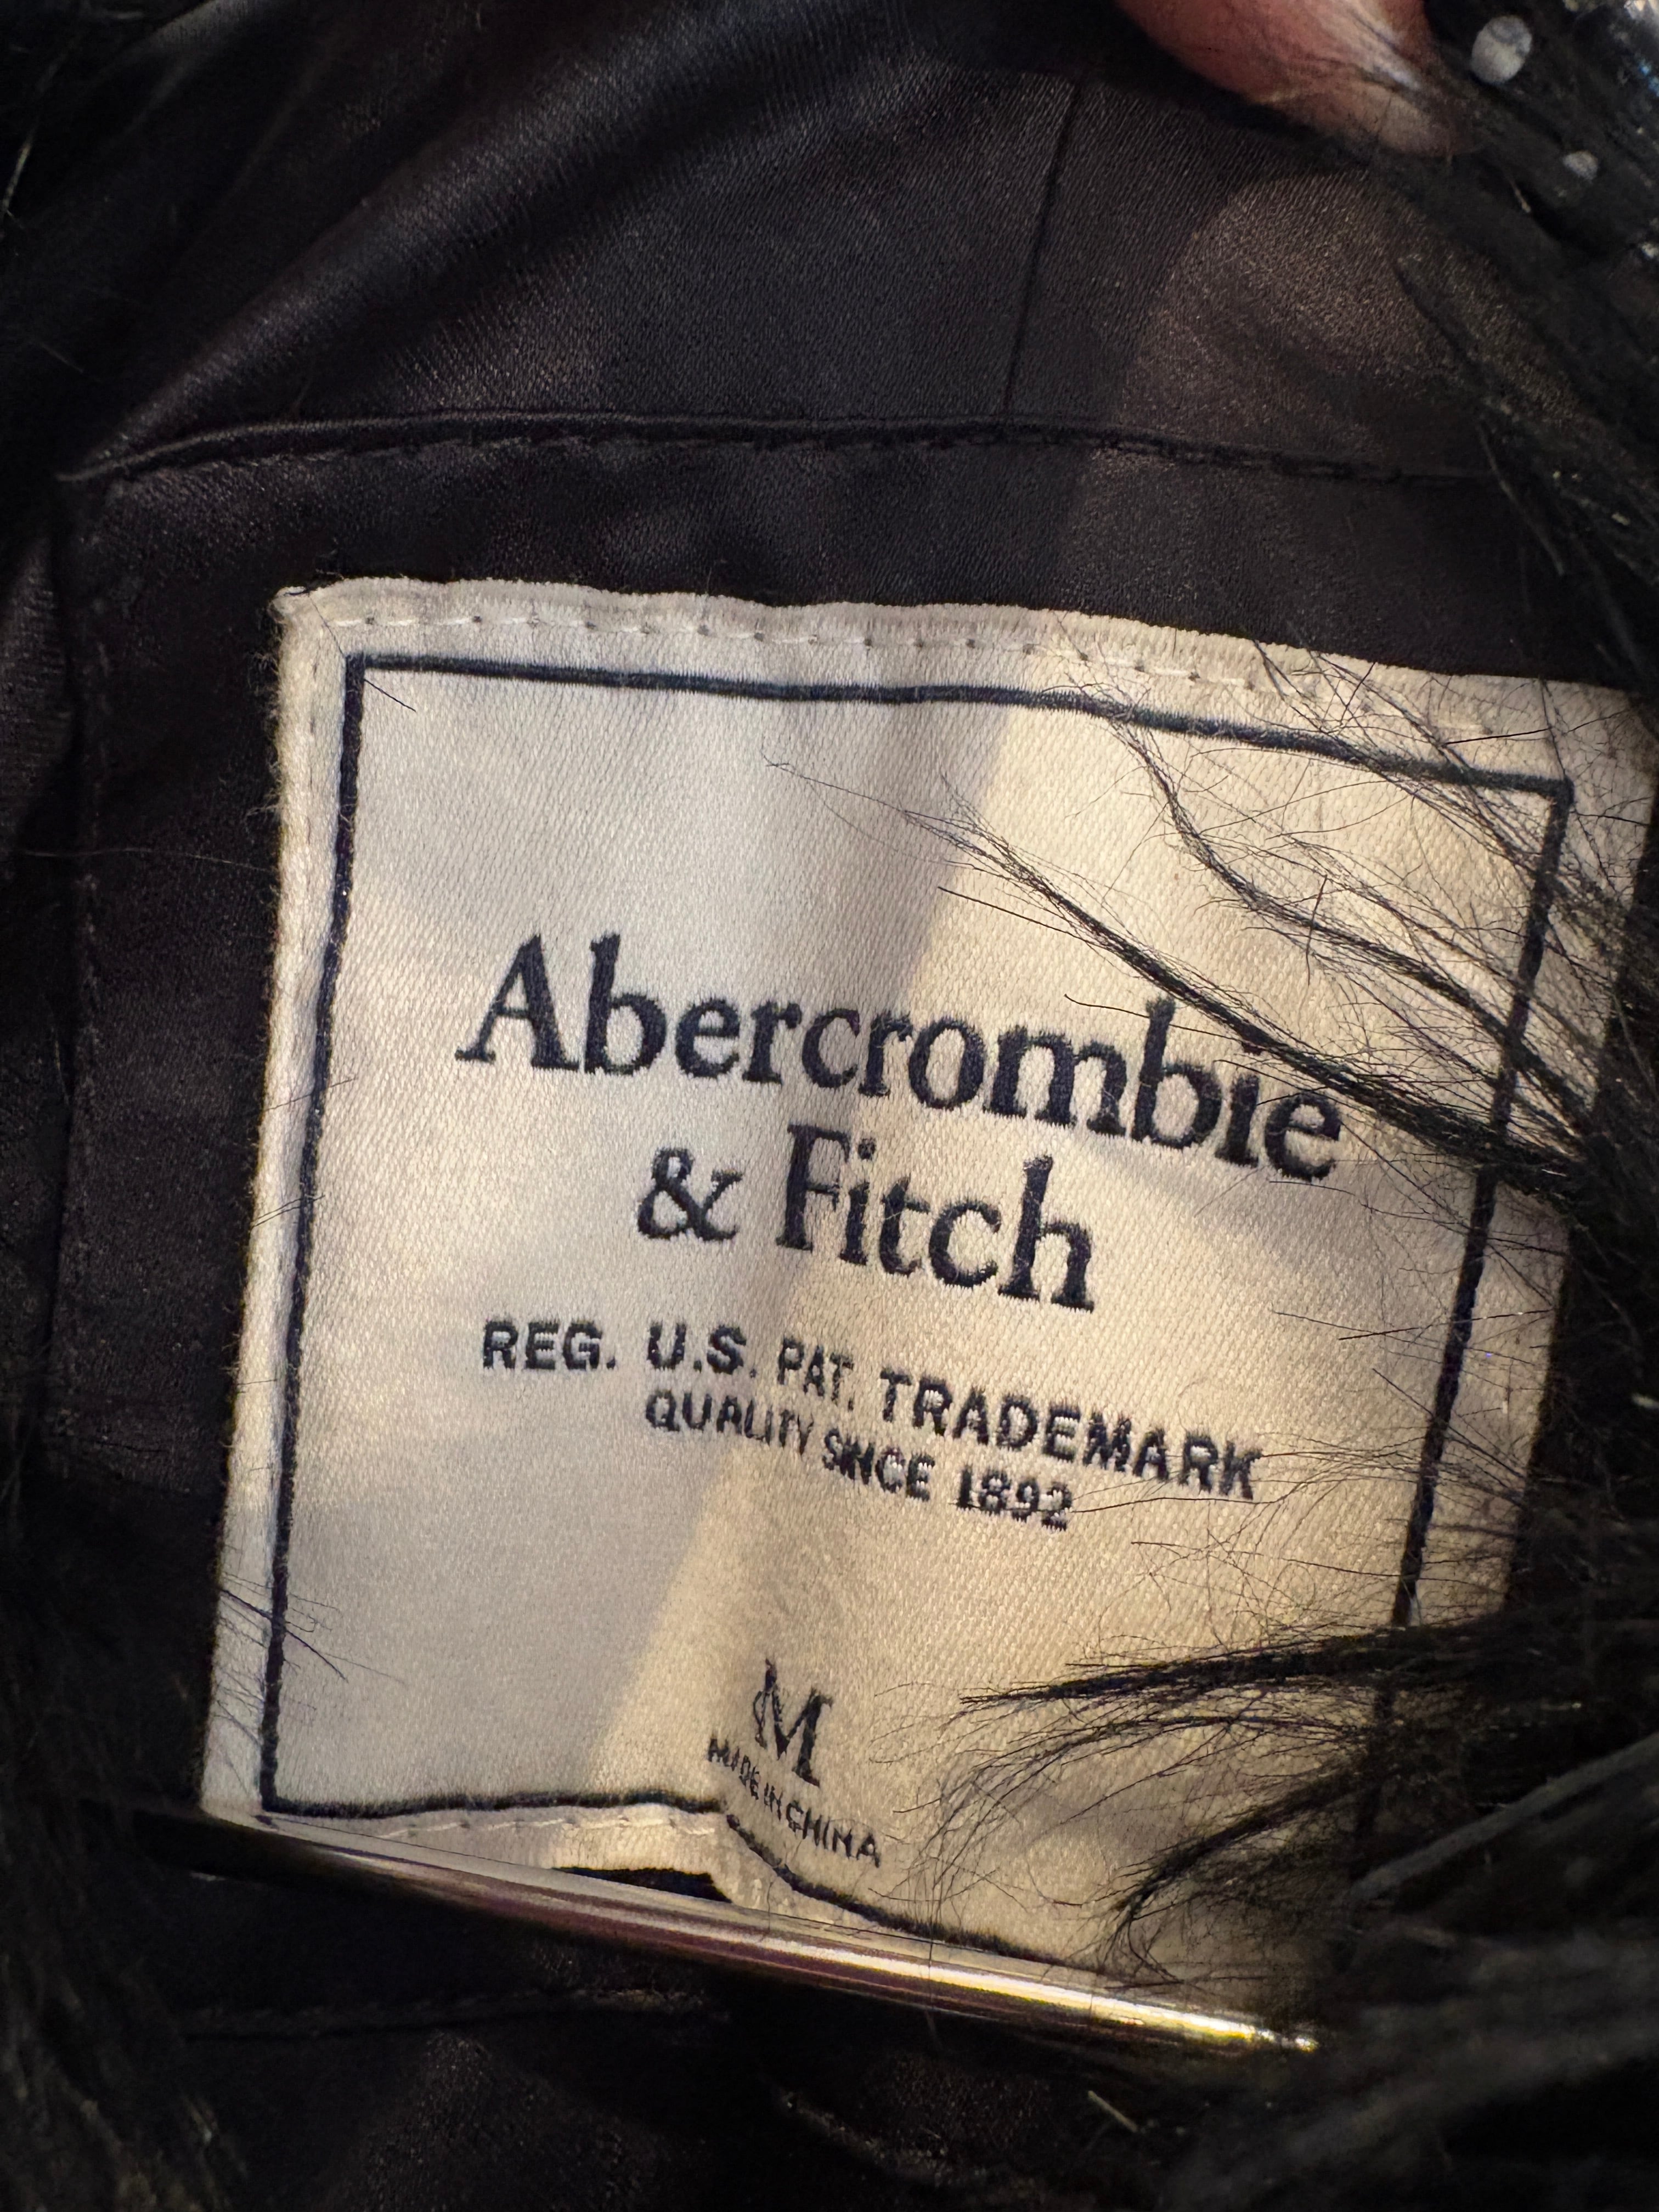 Abercrombie
& Fitch
REG. U.S. PAT. TRADEMARK
QUALITY SINCE 1892
M
MADE IN CHINA